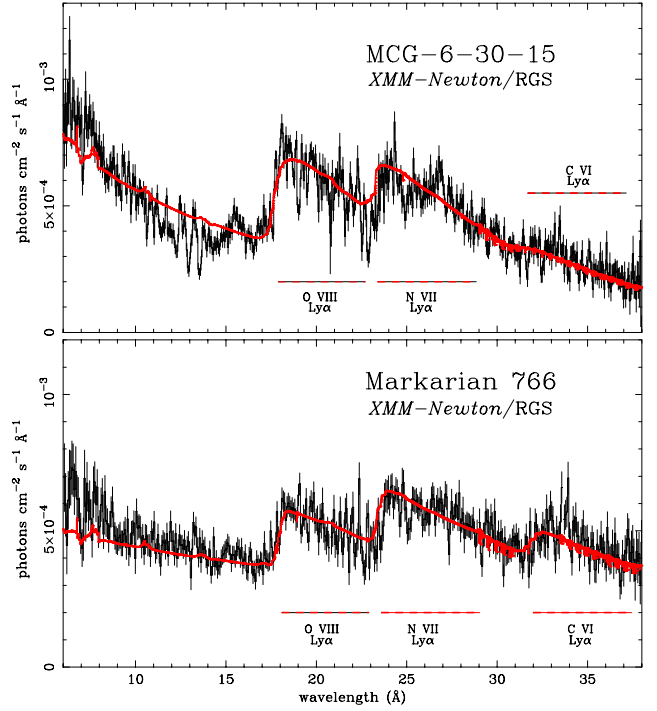 MCG−6−30−15
XMM−Newton/RGS
10⁻³
5×10⁻⁴
0
photons cm⁻² s⁻¹ Å⁻¹
C VI
Lyα
O VIII
Lyα
N VII
Lyα
Markarian 766
XMM−Newton/RGS
10⁻³
5×10⁻⁴
0
photons cm⁻² s⁻¹ Å⁻¹
O VIII
Lyα
N VII
Lyα
C VI
Lyα
10 15 20 25 30 35
wavelength (Å)